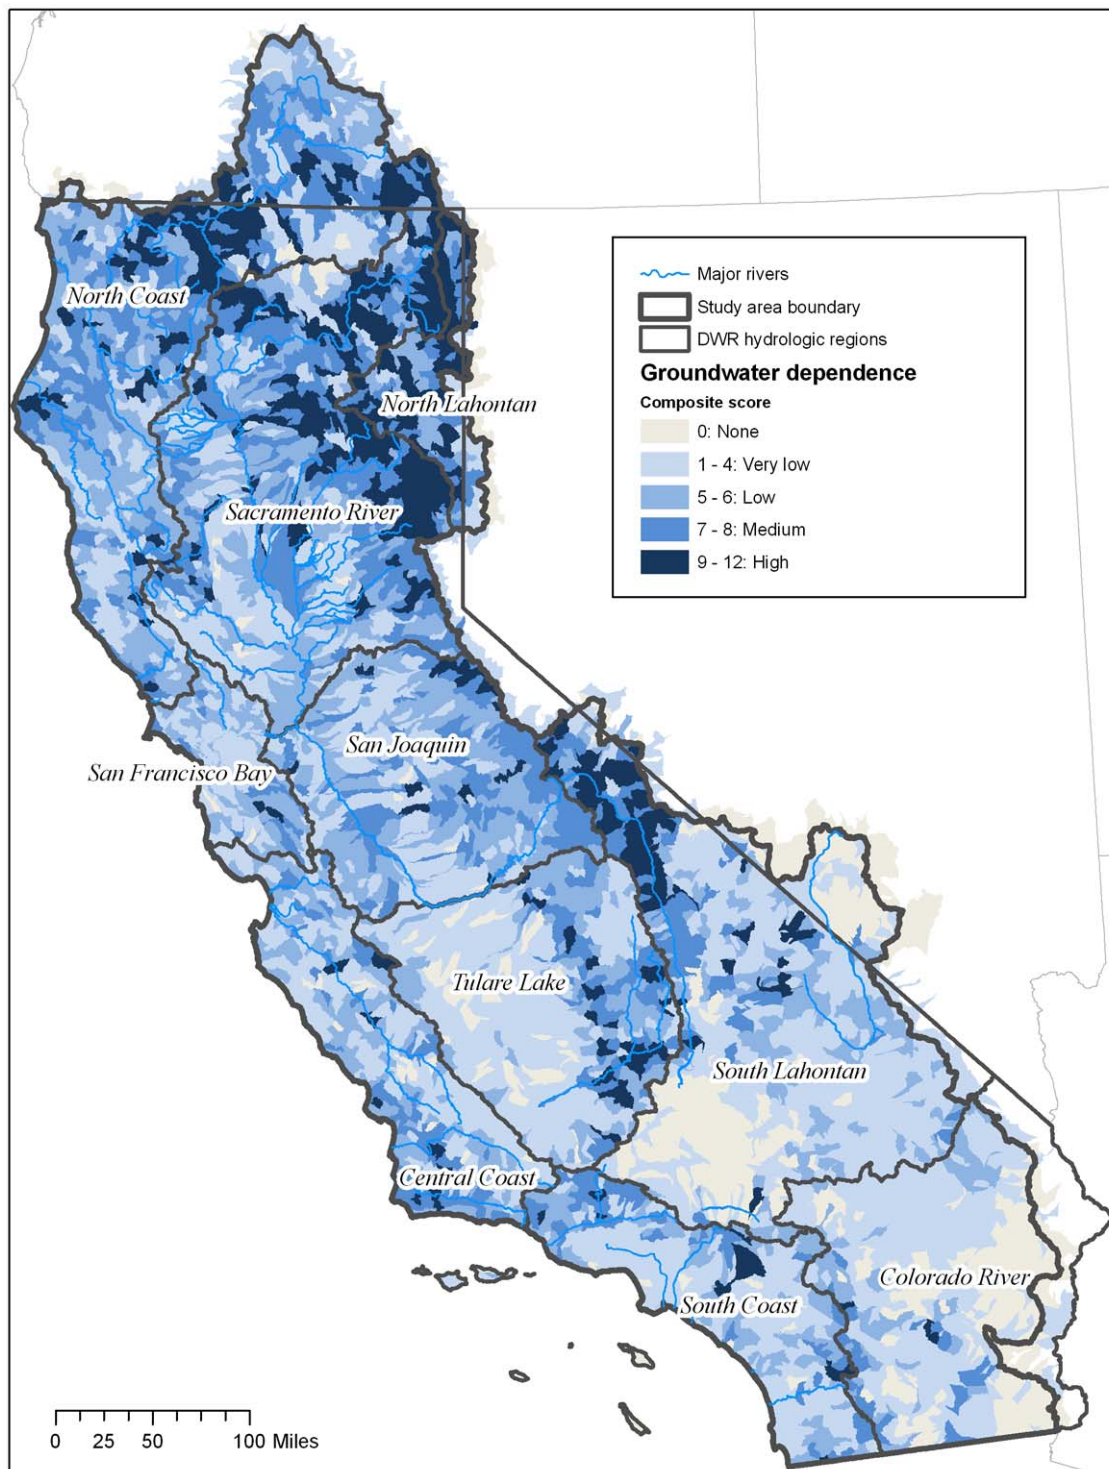 Major rivers
Study area boundary
DWR hydrologic regions
Groundwater dependence
Composite score
0: None
1 - 4: Very low
5 - 6: Low
7 - 8: Medium
9 - 12: High
North Coast
North Lahontan
Sacramento River
San Joaquin
San Francisco Bay
Tulare Lake
South Lahontan
Central Coast
Colorado River
South Coast
0 25 50 100 Miles